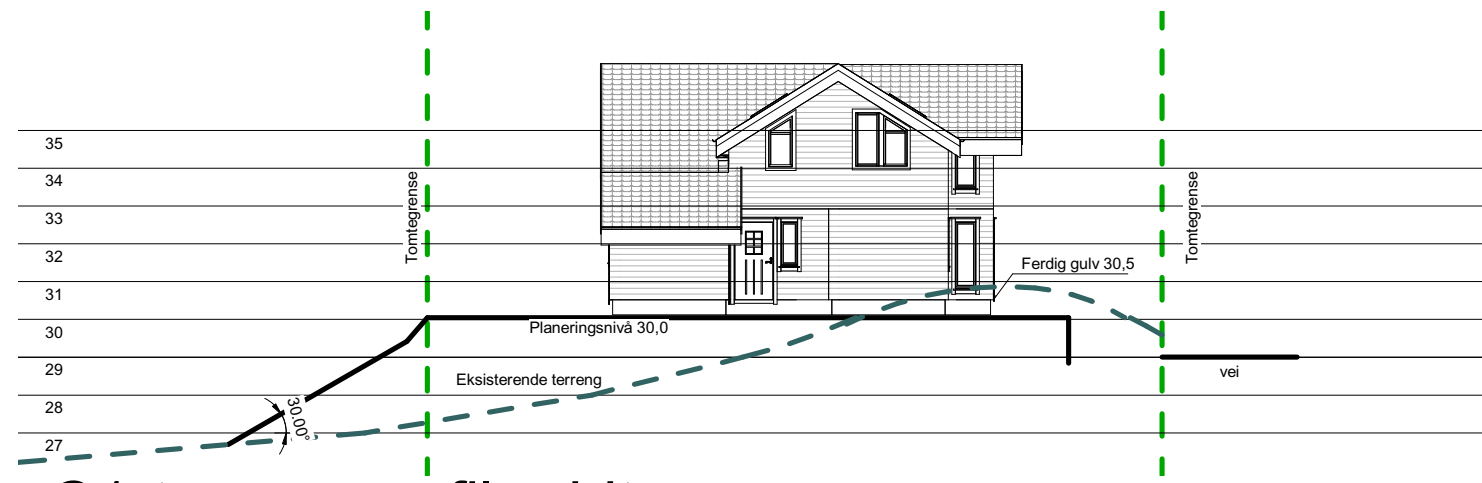 35
34
33
32
31
30
29
28
27
Tomtegrense
Tomtegrense
Ferdig gulv 30,5
Planeringsnivå 30,0
Eksisterende terreng
vei
30.00°